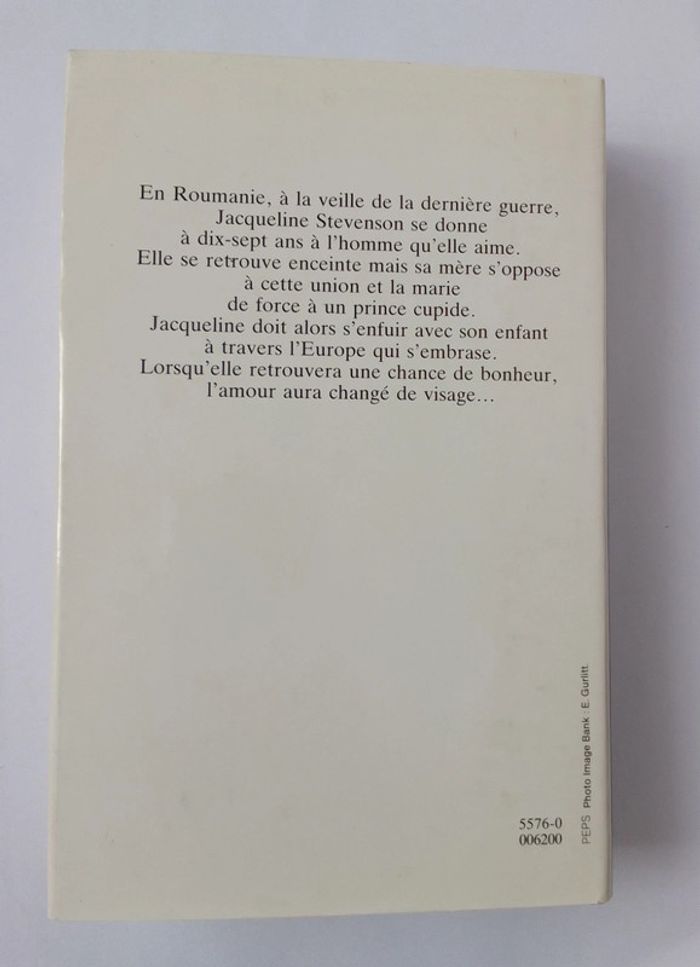 En Roumanie, à la veille de la dernière guerre,
Jacqueline Stevenson se donne
à dix-sept ans à l'homme qu'elle aime.
Elle se retrouve enceinte mais sa mère s'oppose
à cette union et la marie
de force à un prince cupide.
Jacqueline doit alors s'enfuir avec son enfant
à travers l'Europe qui s'embrase.
Lorsqu'elle retrouvera une chance de bonheur,
l'amour aura changé de visage...
5576-0
006200
PEPS Photo Image Bank : E. Gurlitt.